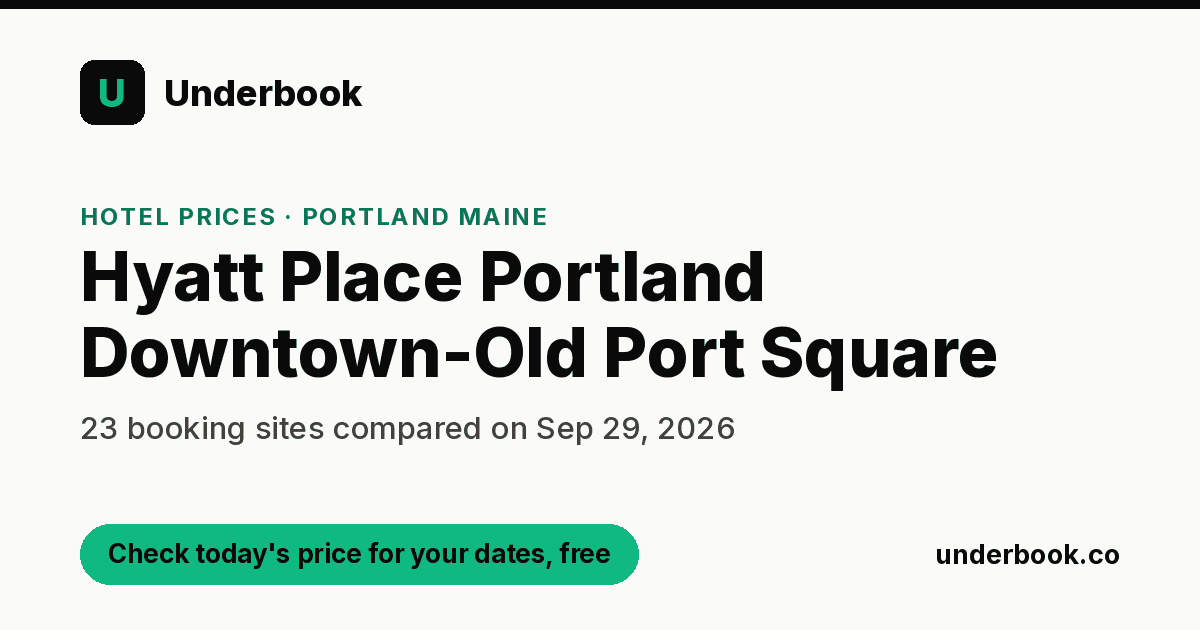 U Underbook
HOTEL PRICES · PORTLAND MAINE
Hyatt Place Portland
Downtown-Old Port Square
23 booking sites compared on Sep 29, 2026
Check today's price for your dates, free
underbook.co